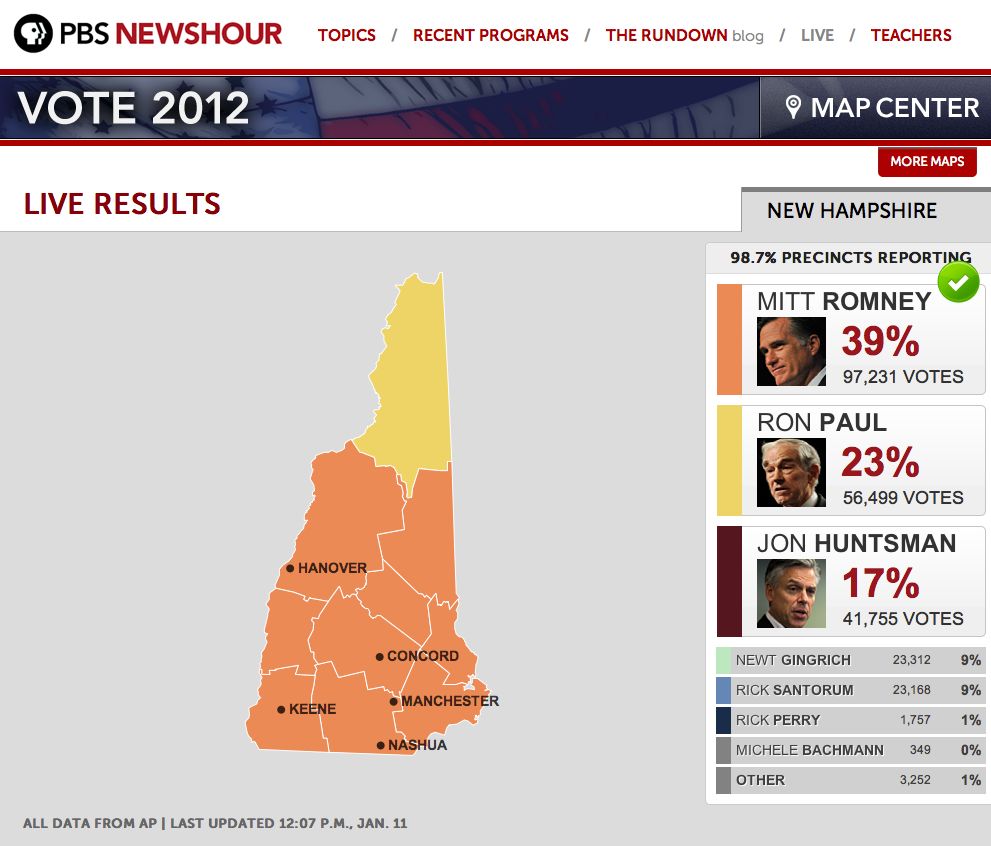 PBS NEWSHOUR
TOPICS / RECENT PROGRAMS / THE RUNDOWN blog / LIVE / TEACHERS
VOTE 2012
MAP CENTER
MORE MAPS
LIVE RESULTS
NEW HAMPSHIRE
98.7% PRECINCTS REPORTING
MITT ROMNEY
39%
97,231 VOTES
RON PAUL
23%
56,499 VOTES
JON HUNTSMAN
17%
41,755 VOTES
NEWT GINGRICH 23,312 9%
RICK SANTORUM 23,168 9%
RICK PERRY 1,757 1%
MICHELE BACHMANN 349 0%
OTHER 3,252 1%
HANOVER
CONCORD
MANCHESTER
KEENE
NASHUA
ALL DATA FROM AP | LAST UPDATED 12:07 P.M., JAN. 11